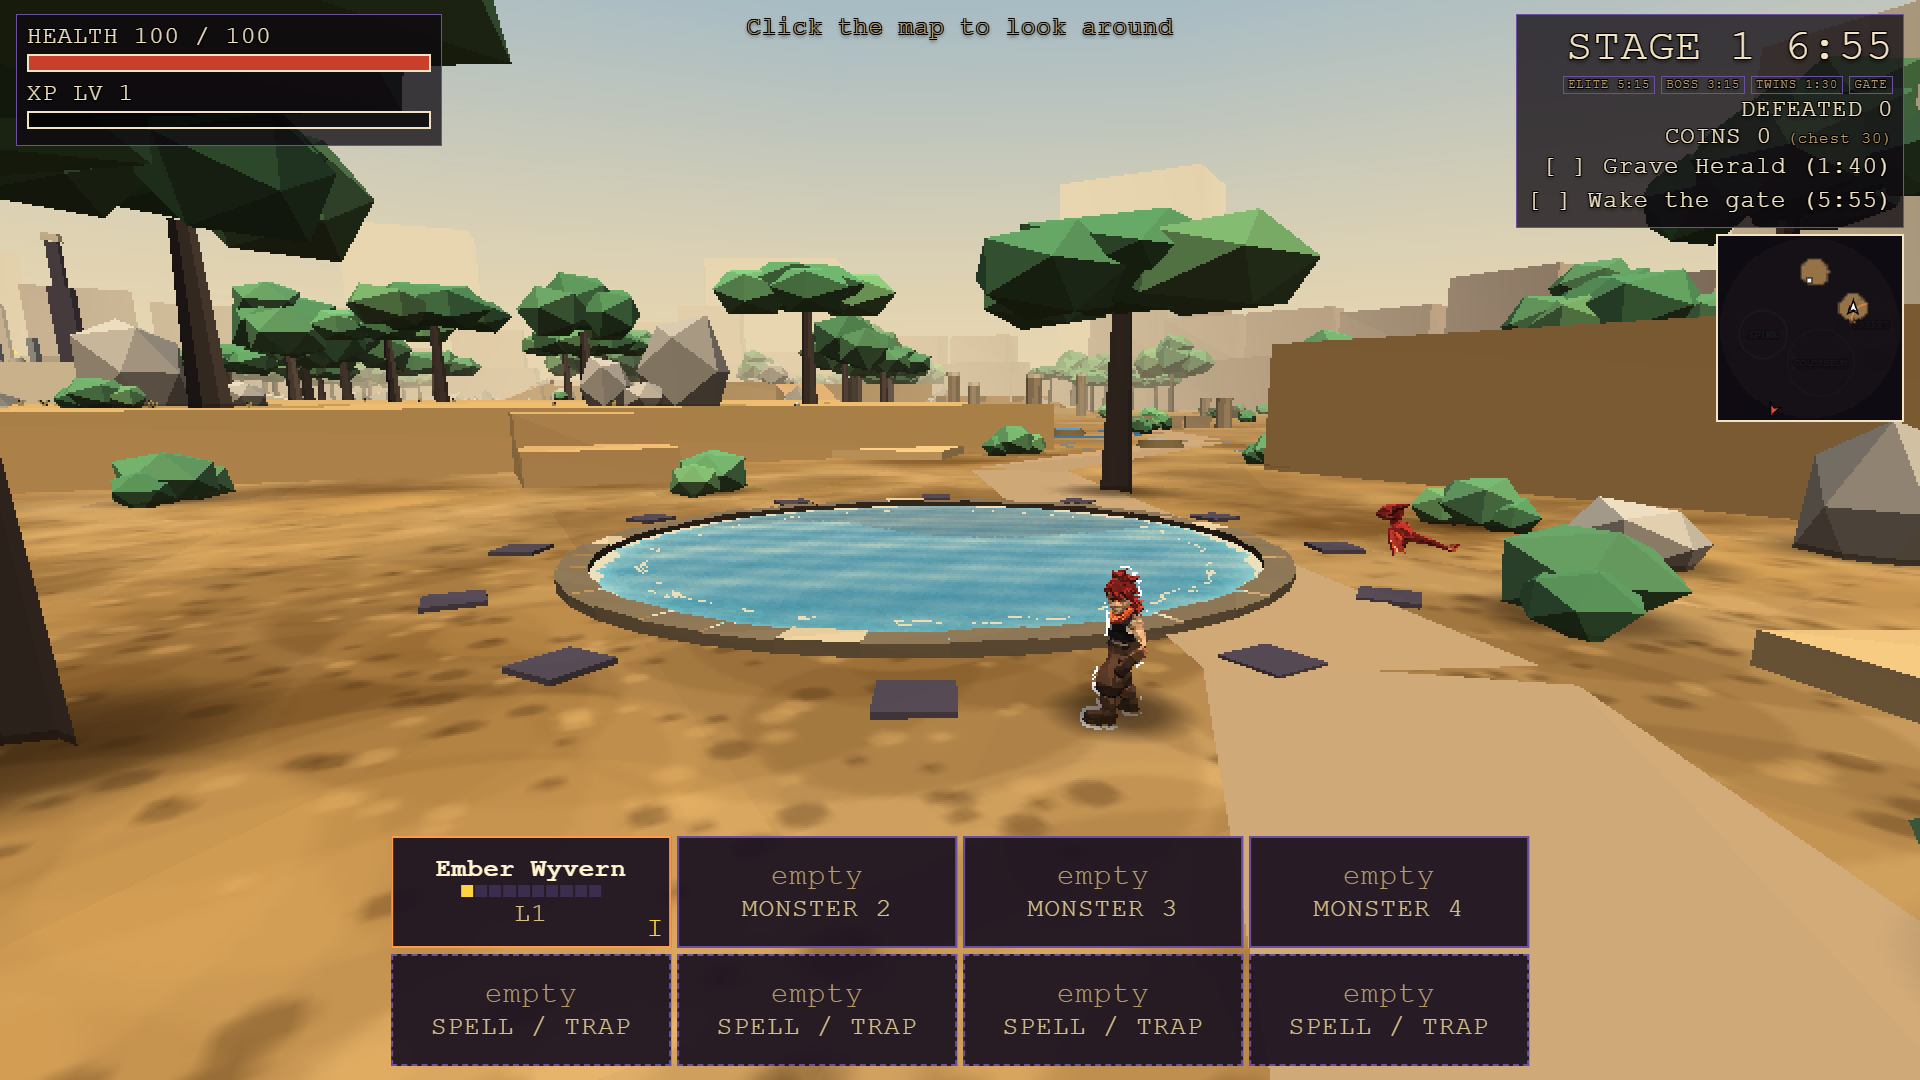 HEALTH 100 / 100
XP LV 1
Click the map to look around
STAGE 1 6:55
ELITE 5:15 BOSS 3:15 TWINS 1:30 GATE
DEFEATED 0
COINS 0 (chest 30)
[ ] Grave Herald (1:40)
[ ] Wake the gate (5:55)
Ember Wyvern
L1
I
empty
MONSTER 2
empty
MONSTER 3
empty
MONSTER 4
empty
SPELL / TRAP
empty
SPELL / TRAP
empty
SPELL / TRAP
empty
SPELL / TRAP